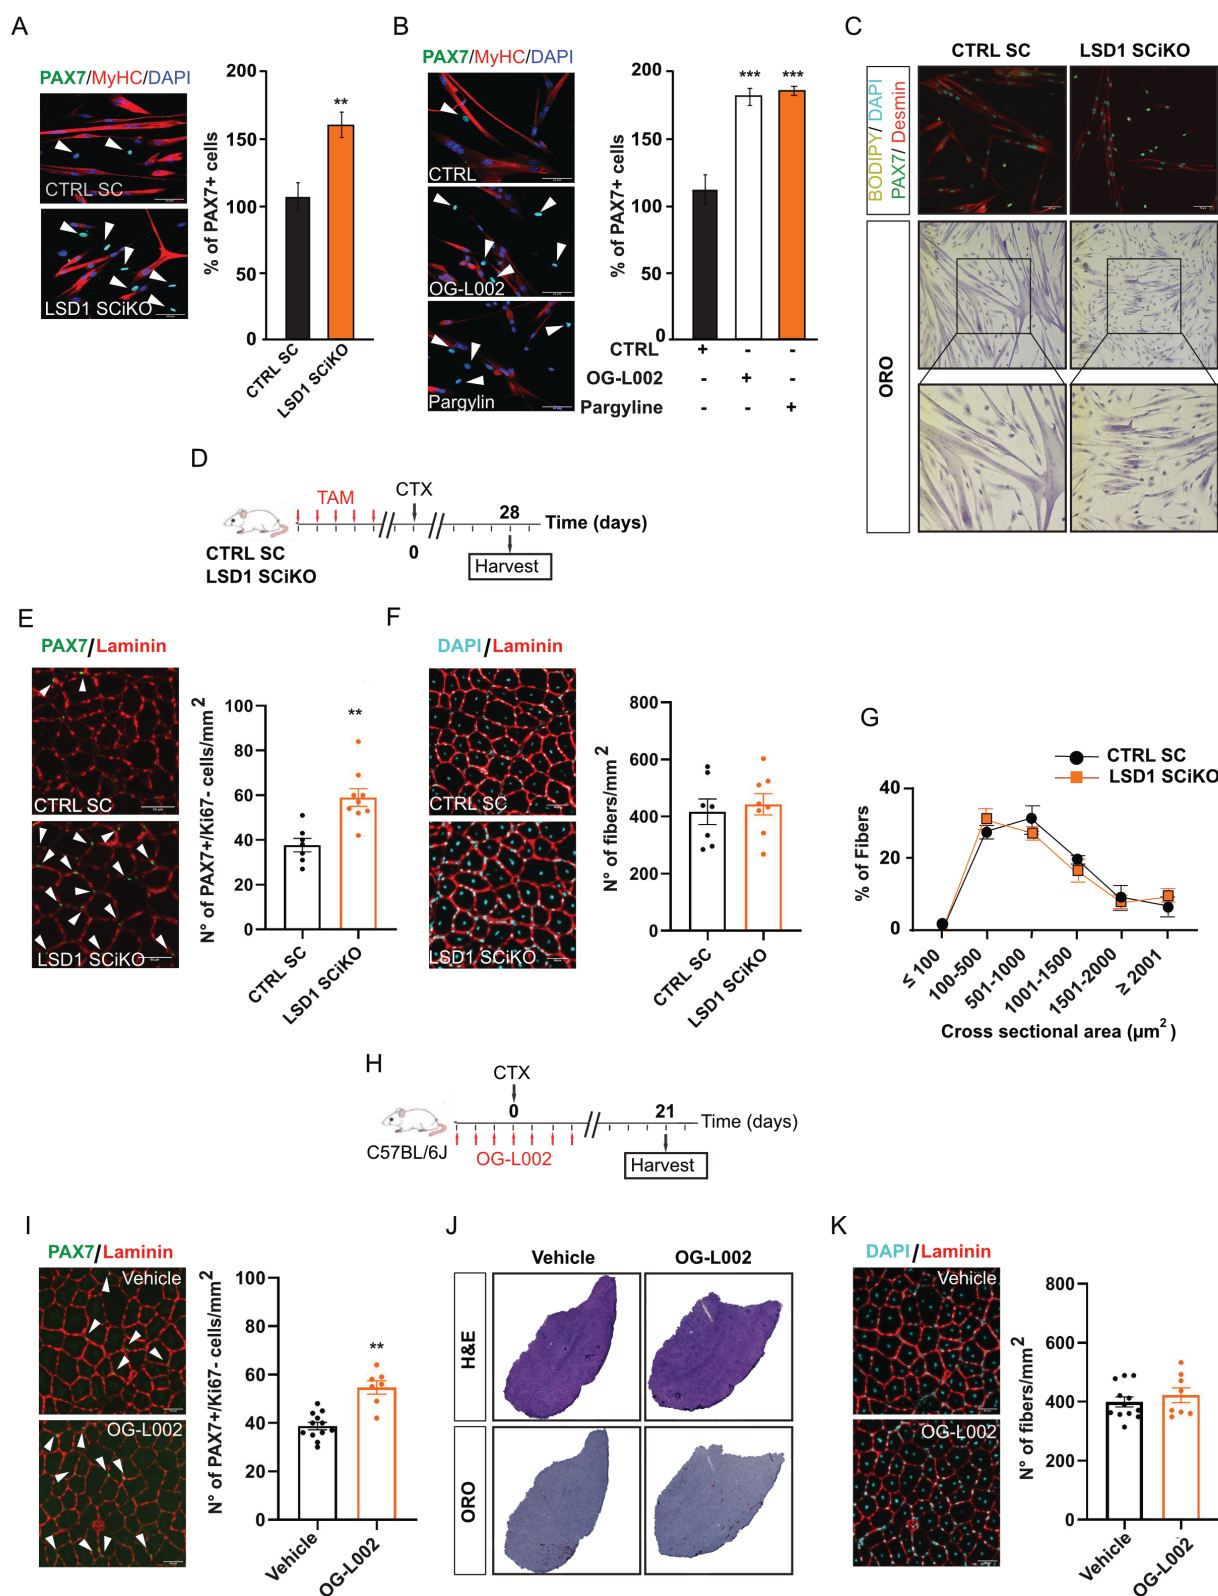 A
PAX7/MyHC/DAPI
CTRL SC
LSD1 SCiKO
% of PAX7+ cells
200
150
100
50
0
**
CTRL SC
LSD1 SCiKO
B
PAX7/MyHC/DAPI
CTRL
OG-L002
Pargylin
% of PAX7+ cells
200
150
100
50
0
*** ***
CTRL + - -
OG-L002 - + -
Pargyline - - +
C
CTRL SC LSD1 SCiKO
BODIPY/ DAPI
PAX7/ Desmin
ORO
D
TAM
CTX
0
28
Time (days)
Harvest
CTRL SC
LSD1 SCiKO
E
PAX7/Laminin
CTRL SC
LSD1 SCiKO
N° of PAX7+/Ki67- cells/mm2
100
80
60
40
20
0
**
CTRL SC
LSD1 SCiKO
F
DAPI/Laminin
CTRL SC
LSD1 SCiKO
N° of fibers/mm2
800
600
400
200
0
CTRL SC
LSD1 SCiKO
G
CTRL SC
LSD1 SCiKO
% of Fibers
40
20
0
≤ 100
100-500
501-1000
1001-1500
1501-2000
≥ 2001
Cross sectional area (µm2)
H
CTX
0
21
Time (days)
C57BL/6J
OG-L002
Harvest
I
PAX7/Laminin
Vehicle
OG-L002
N° of PAX7+/Ki67- cells/mm2
100
80
60
40
20
0
**
Vehicle
OG-L002
J
Vehicle OG-L002
H&E
ORO
K
DAPI/Laminin
Vehicle
OG-L002
N° of fibers/mm2
800
600
400
200
0
Vehicle
OG-L002